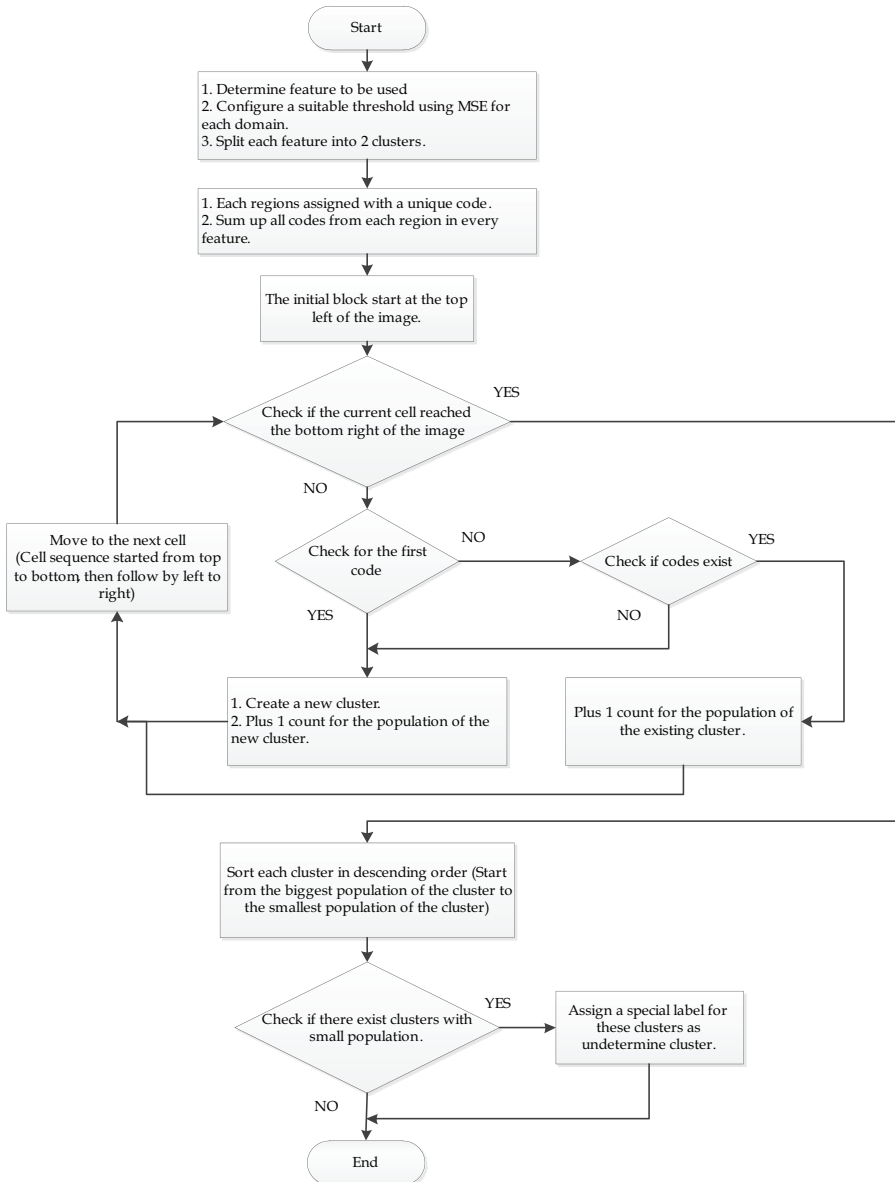 Start
1. Determine feature to be used
2. Configure a suitable threshold using MSE for
each domain.
3. Split each feature into 2 clusters.
1. Each regions assigned with a unique code.
2. Sum up all codes from each region in every
feature.
The initial block start at the top
left of the image.
YES
Check if the current cell reached
the bottom right of the image
NO
Move to the next cell
(Cell sequence started from top
to bottom, then follow by left to
right)
Check for the first
code
NO
Check if codes exist
YES
YES
NO
1. Create a new cluster.
2. Plus 1 count for the population of the
new cluster.
Plus 1 count for the population of
the existing cluster.
Sort each cluster in descending order (Start
from the biggest population of the cluster to
the smallest population of the cluster)
Check if there exist clusters with
small population.
YES
Assign a special label for
these clusters as
undetermine cluster.
NO
End